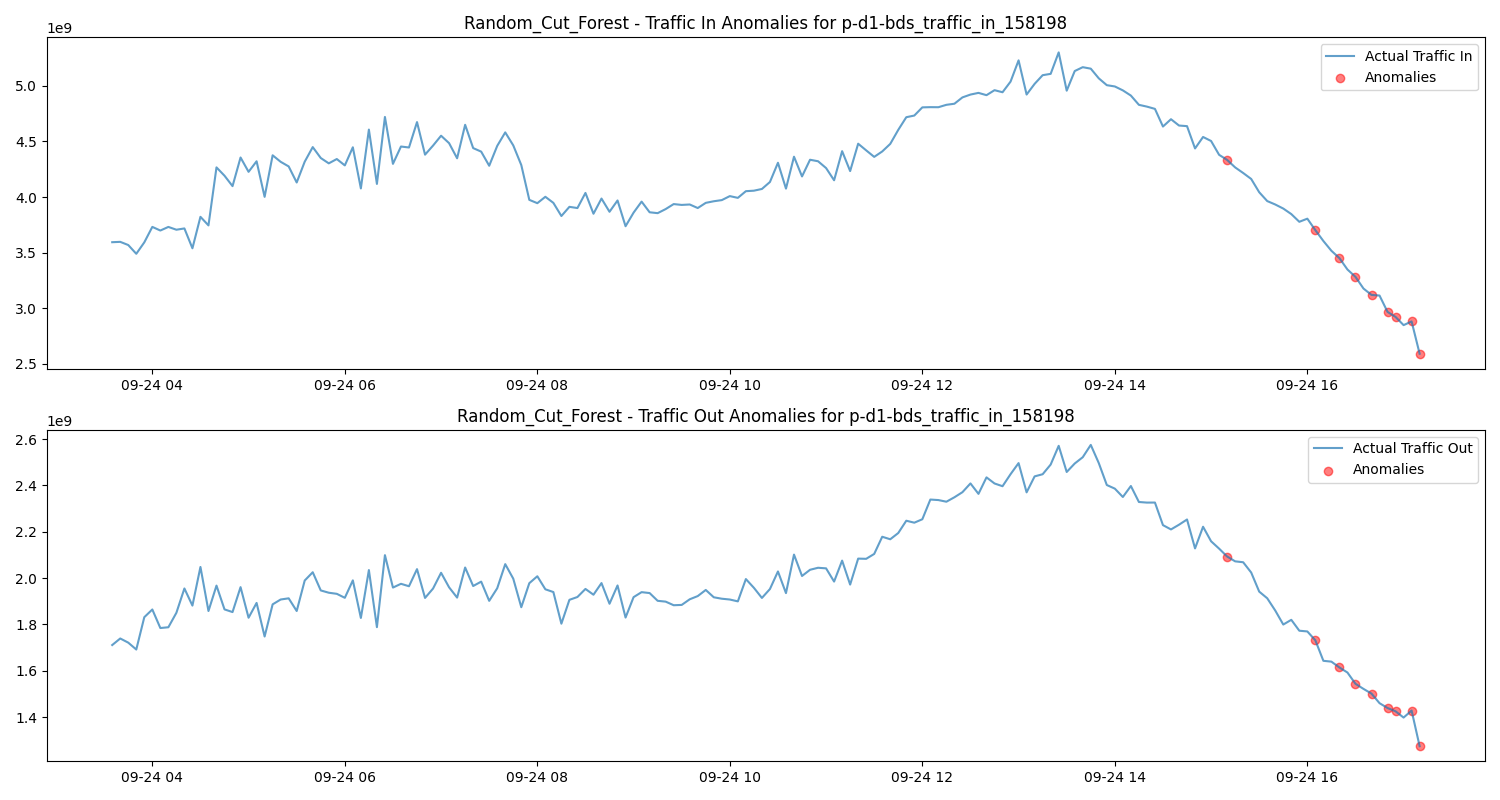 Random_Cut_Forest - Traffic In Anomalies for p-d1-bds_traffic_in_158198
1e9
Actual Traffic In
Anomalies
5.0
4.5
4.0
3.5
3.0
2.5
09-24 04 09-24 06 09-24 08 09-24 10 09-24 12 09-24 14 09-24 16
Random_Cut_Forest - Traffic Out Anomalies for p-d1-bds_traffic_in_158198
1e9
Actual Traffic Out
Anomalies
2.6
2.4
2.2
2.0
1.8
1.6
1.4
09-24 04 09-24 06 09-24 08 09-24 10 09-24 12 09-24 14 09-24 16